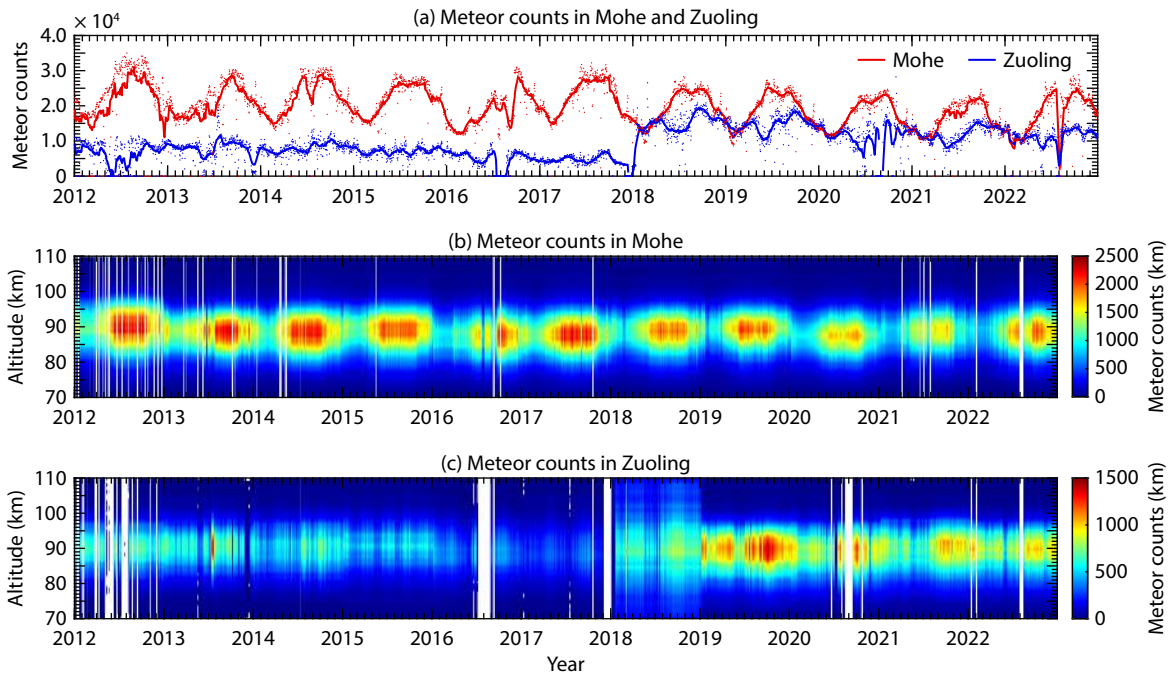 (a) Meteor counts in Mohe and Zuoling
× 10⁴
Meteor counts
4.0
3.0
2.0
1.0
0
Mohe
Zuoling
2012 2013 2014 2015 2016 2017 2018 2019 2020 2021 2022
(b) Meteor counts in Mohe
Altitude (km)
110
100
90
80
70
2012 2013 2014 2015 2016 2017 2018 2019 2020 2021 2022
2500
2000
1500
1000
500
0
Meteor counts (km)
(c) Meteor counts in Zuoling
Altitude (km)
110
100
90
80
70
2012 2013 2014 2015 2016 2017 2018 2019 2020 2021 2022
1500
1000
500
0
Meteor counts (km)
Year